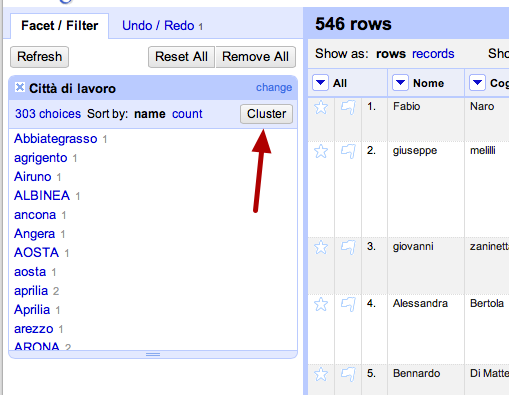 Facet / Filter Undo / Redo 1
Refresh Reset All Remove All
Città di lavoro change
303 choices Sort by: name count Cluster
Abbiategrasso 1
agrigento 1
Airuno 1
ALBINEA 1
ancona 1
Angera 1
AOSTA 1
aosta 1
aprilia 2
Aprilia 1
arezzo 1
ARONA 2
546 rows
Show as: rows records Sho
All Nome Cog
1. Fabio Naro
2. giuseppe melilli
3. giovanni zaninetta
4. Alessandra Bertola
5. Bennardo Di Matte